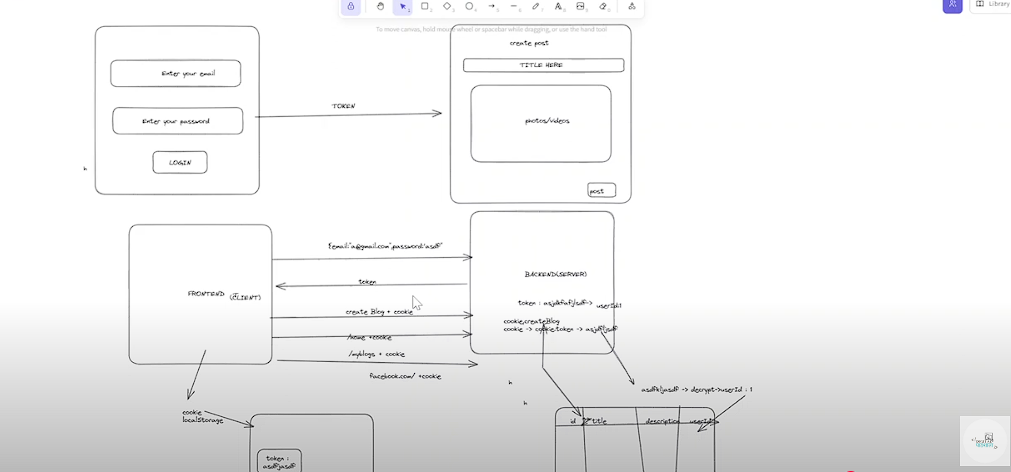 Library
To move canvas, hold mouse wheel or spacebar while dragging, or use the hand tool
create post
TITLE HERE
Enter your email
TOKEN
Enter your password
photos/videos
LOGIN
h
post
{email:"a@gmail.com",password:"asdf"
BACKEND(SERVER)
token
FRONTEND
(CLIENT)
token : asjdkfafjlsdf->
userId:1
create Blog + cookie
cookie,createBlog
cookie -> cookie.token -> asjdfljsdf
/home +cookie
/myblogs + cookie
facebook.com/ +cookie
h
asdfkljasdf -> decrypt->userId : 1
h
cookie
localStorage
id
title
description
userId
token :
asdfjasdf